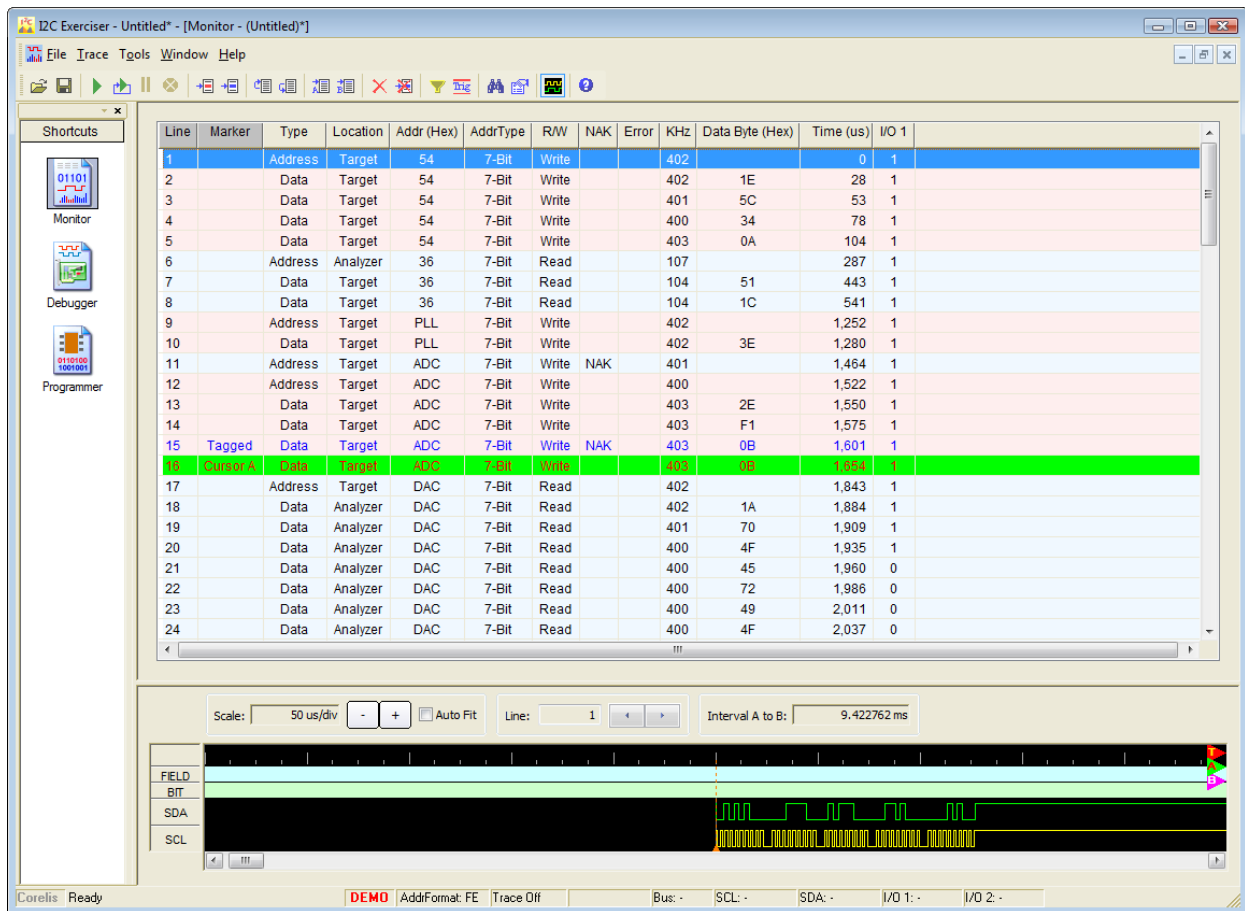 I2C Exerciser - Untitled* - [Monitor - (Untitled)*]
File Trace Tools Window Help
Shortcuts
Monitor
Debugger
Programmer
Line Marker Type Location Addr (Hex) AddrType R/W NAK Error KHz Data Byte (Hex) Time (us) I/O 1
1 Address Target 54 7-Bit Write 402 0 1
2 Data Target 54 7-Bit Write 402 1E 28 1
3 Data Target 54 7-Bit Write 401 5C 53 1
4 Data Target 54 7-Bit Write 400 34 78 1
5 Data Target 54 7-Bit Write 403 0A 104 1
6 Address Analyzer 36 7-Bit Read 107 287 1
7 Data Target 36 7-Bit Read 104 51 443 1
8 Data Target 36 7-Bit Read 104 1C 541 1
9 Address Target PLL 7-Bit Write 402 1,252 1
10 Data Target PLL 7-Bit Write 402 3E 1,280 1
11 Address Target ADC 7-Bit Write NAK 401 1,464 1
12 Address Target ADC 7-Bit Write 400 1,522 1
13 Data Target ADC 7-Bit Write 403 2E 1,550 1
14 Data Target ADC 7-Bit Write 403 F1 1,575 1
15 Tagged Data Target ADC 7-Bit Write NAK 403 0B 1,601 1
16 Cursor A Data Target ADC 7-Bit Write 403 0B 1,654 1
17 Address Target DAC 7-Bit Read 402 1,843 1
18 Data Analyzer DAC 7-Bit Read 402 1A 1,884 1
19 Data Analyzer DAC 7-Bit Read 401 70 1,909 1
20 Data Analyzer DAC 7-Bit Read 400 4F 1,935 1
21 Data Analyzer DAC 7-Bit Read 400 45 1,960 0
22 Data Analyzer DAC 7-Bit Read 400 72 1,986 0
23 Data Analyzer DAC 7-Bit Read 400 49 2,011 0
24 Data Analyzer DAC 7-Bit Read 400 4F 2,037 0
Scale: 50 us/div - + Auto Fit Line: 1 Interval A to B: 9.422762 ms
FIELD
BIT
SDA
SCL
T
A
B
Corelis Ready DEMO AddrFormat: FE Trace Off Bus: - SCL: - SDA: - I/O 1: - I/O 2: -